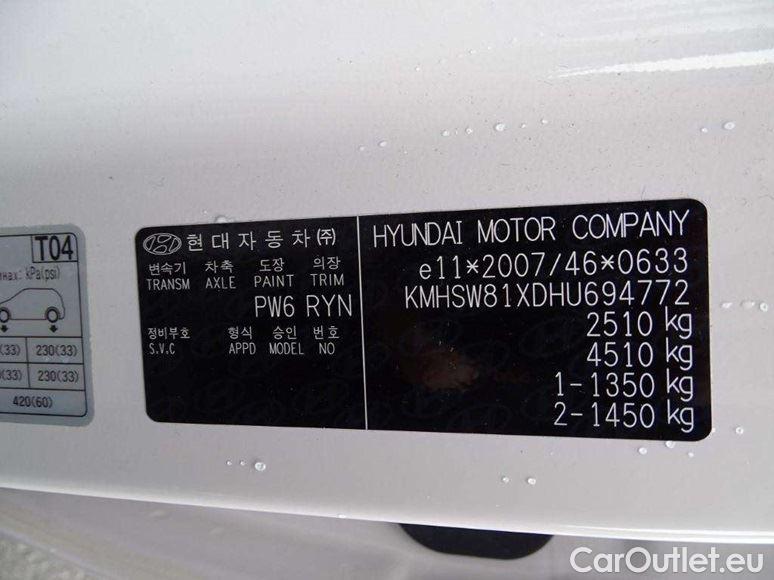 T04
max: kPa(psi)
(33) 230(33)
(33) 230(33)
420(60)
현대자동차㈜
변속기 차축 도장 의장
TRANSM AXLE PAINT TRIM
PW6 RYN
정비부호 형식 승인 번호
S.V.C APPD MODEL NO
HYUNDAI MOTOR COMPANY
e11*2007/46*0633
KMHSW81XDHU694772
2510 kg
4510 kg
1-1350 kg
2-1450 kg
CarOutlet.eu